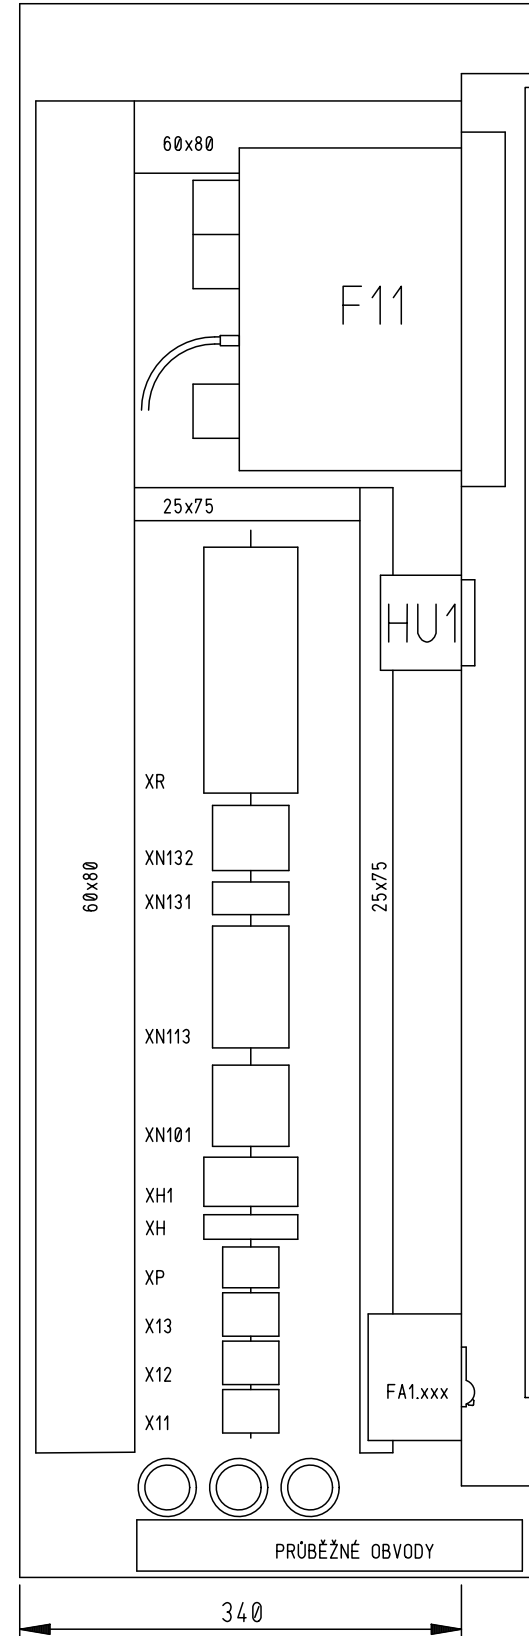 60x80
F11
25x75
HU1
XR
XN132
60x80
25x75
XN131
XN113
XN101
XH1
XH
XP
X13
X12
FA1.xxx
X11
PRŮBĚŽNÉ OBVODY
340